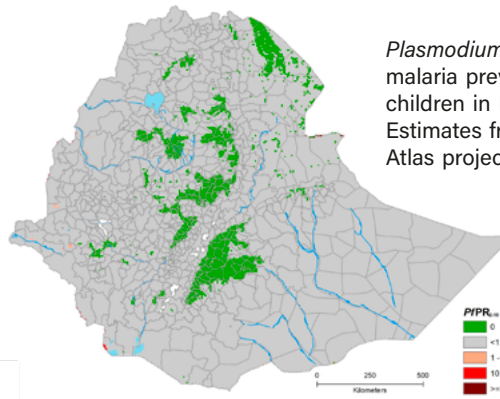 Plasmodium
malaria prev
children in
Estimates fr
Atlas projec
PfPR
0
<1
1 -
10
>=
0 250 500
Kilometers